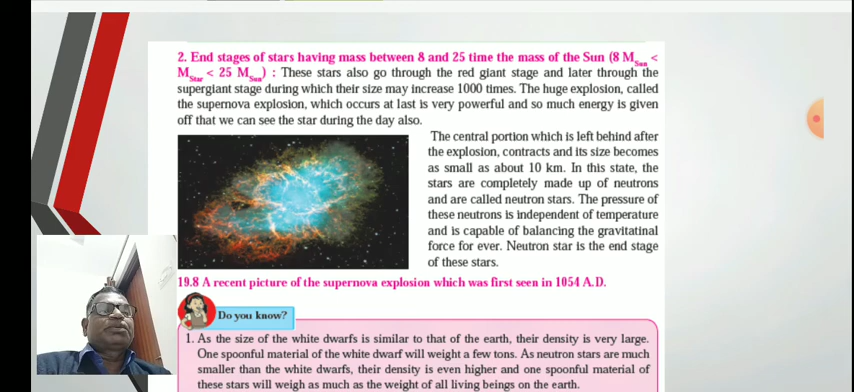 2. End stages of stars having mass between 8 and 25 time the mass of the Sun (8 MSun <
MStar < 25 MSun) : These stars also go through the red giant stage and later through the
supergiant stage during which their size may increase 1000 times. The huge explosion, called
the supernova explosion, which occurs at last is very powerful and so much energy is given
off that we can see the star during the day also.
The central portion which is left behind after
the explosion, contracts and its size becomes
as small as about 10 km. In this state, the
stars are completely made up of neutrons
and are called neutron stars. The pressure of
these neutrons is independent of temperature
and is capable of balancing the gravitatinal
force for ever. Neutron star is the end stage
of these stars.
19.8 A recent picture of the supernova explosion which was first seen in 1054 A.D.
Do you know?
1. As the size of the white dwarfs is similar to that of the earth, their density is very large.
One spoonful material of the white dwarf will weight a few tons. As neutron stars are much
smaller than the white dwarfs, their density is even higher and one spoonful material of
these stars will weigh as much as the weight of all living beings on the earth.